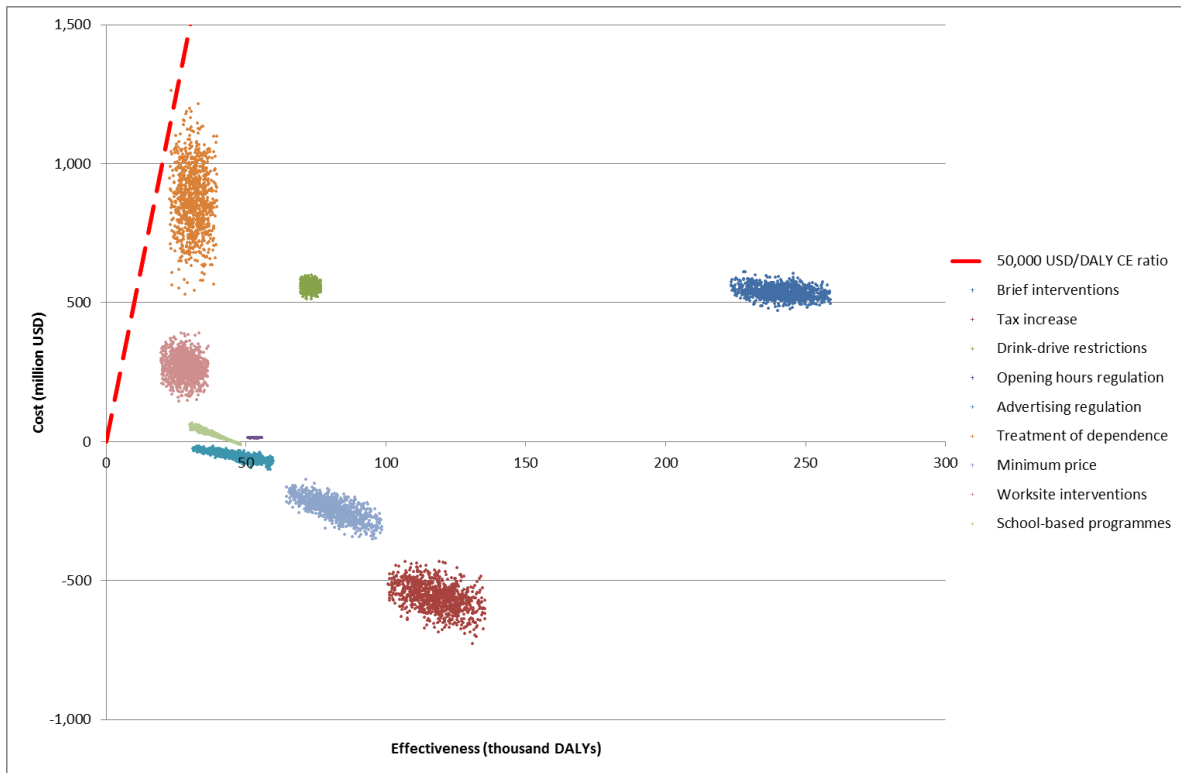 1,500
1,000
500
0
-500
-1,000
Cost (million USD)
0 50 100 150 200 250 300
Effectiveness (thousand DALYs)
50,000 USD/DALY CE ratio
Brief interventions
Tax increase
Drink-drive restrictions
Opening hours regulation
Advertising regulation
Treatment of dependence
Minimum price
Worksite interventions
School-based programmes